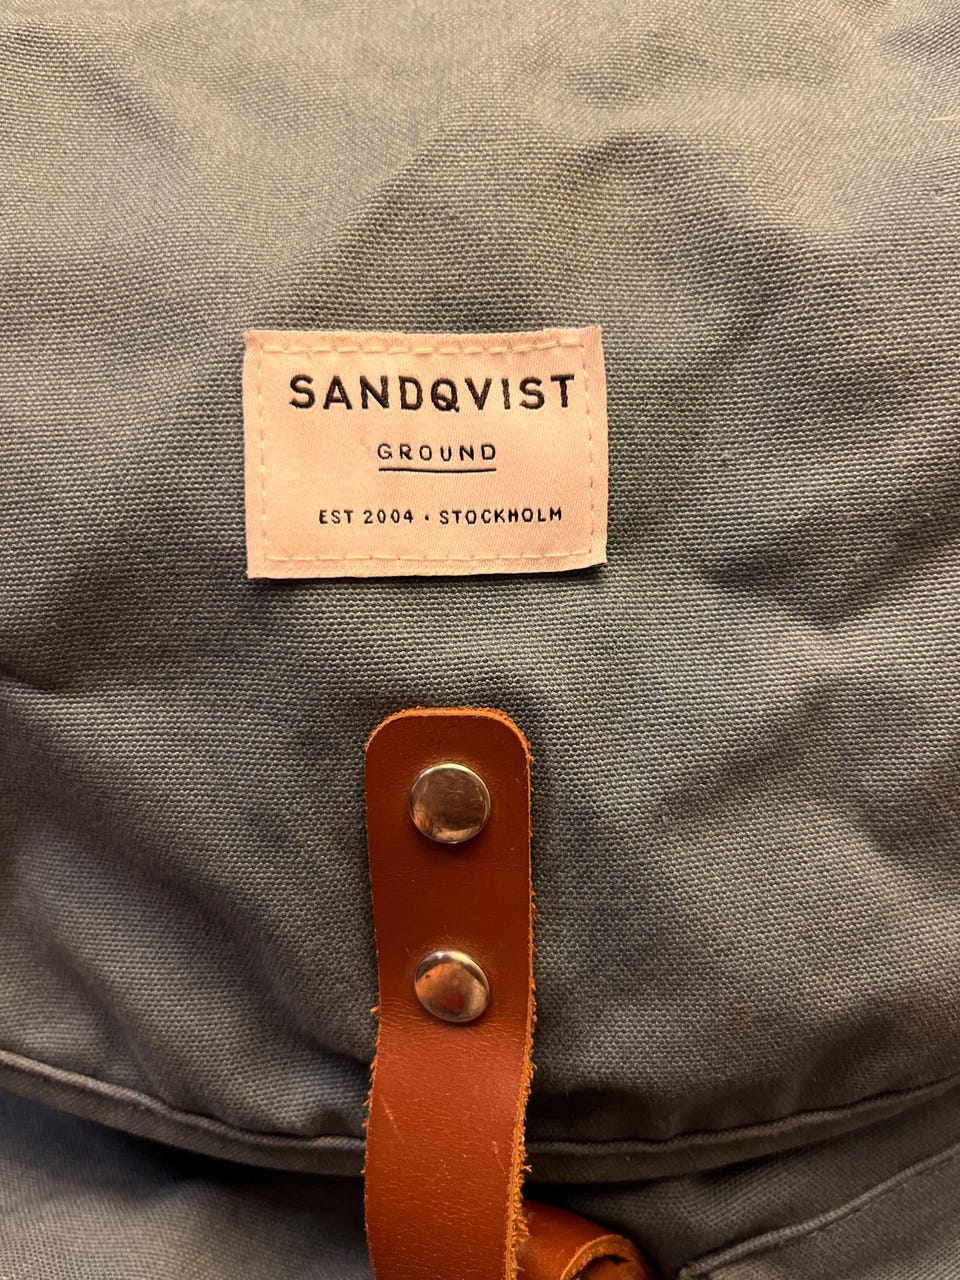 SANDQVIST
GROUND
EST 2004 · STOCKHOLM